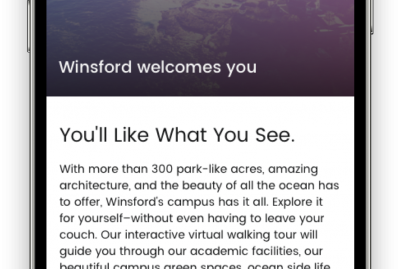 Winsford welcomes you
You'll Like What You See.
With more than 300 park-like acres, amazing
architecture, and the beauty of all the ocean has
to offer, Winsford's campus has it all. Explore it
for yourself–without even having to leave your
couch. Our interactive virtual walking tour will
guide you through our academic facilities, our
beautiful campus green spaces, ocean side life